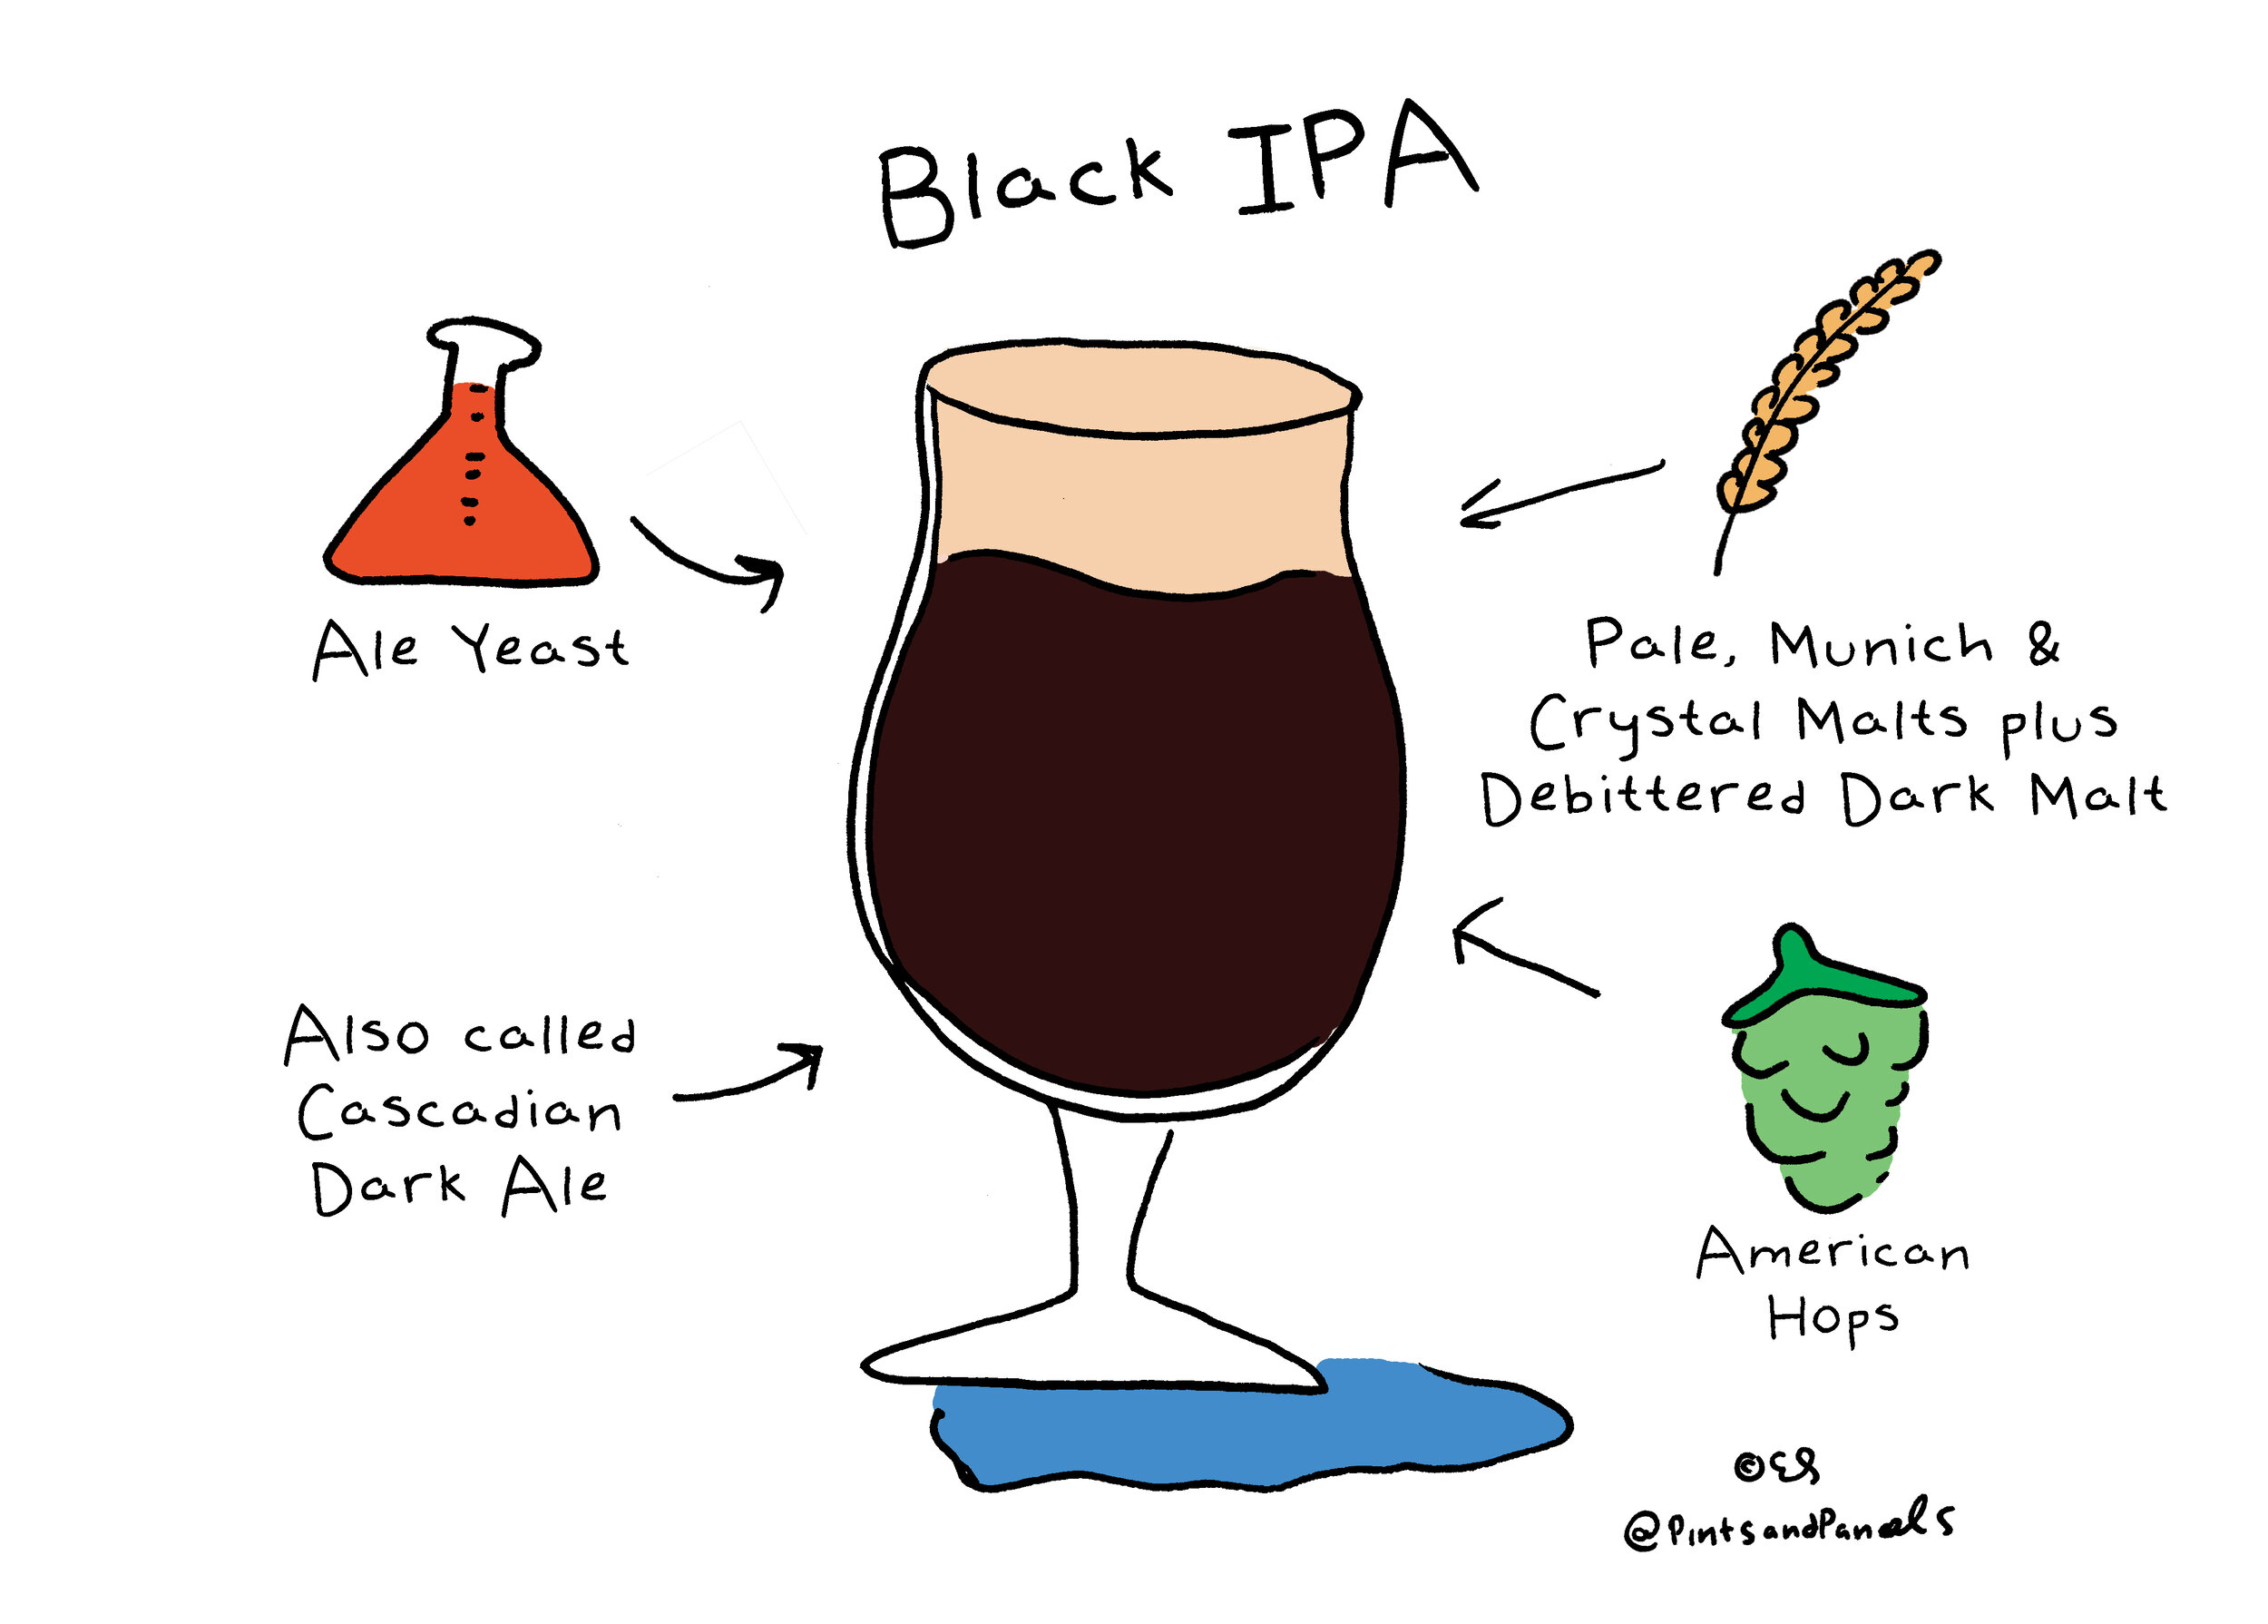 Black IPA
Ale Yeast
Pale, Munich &
Crystal Malts plus
Debittered Dark Malt
Also called
Cascadian
Dark Ale
American
Hops
©ES
@PintsandPanels